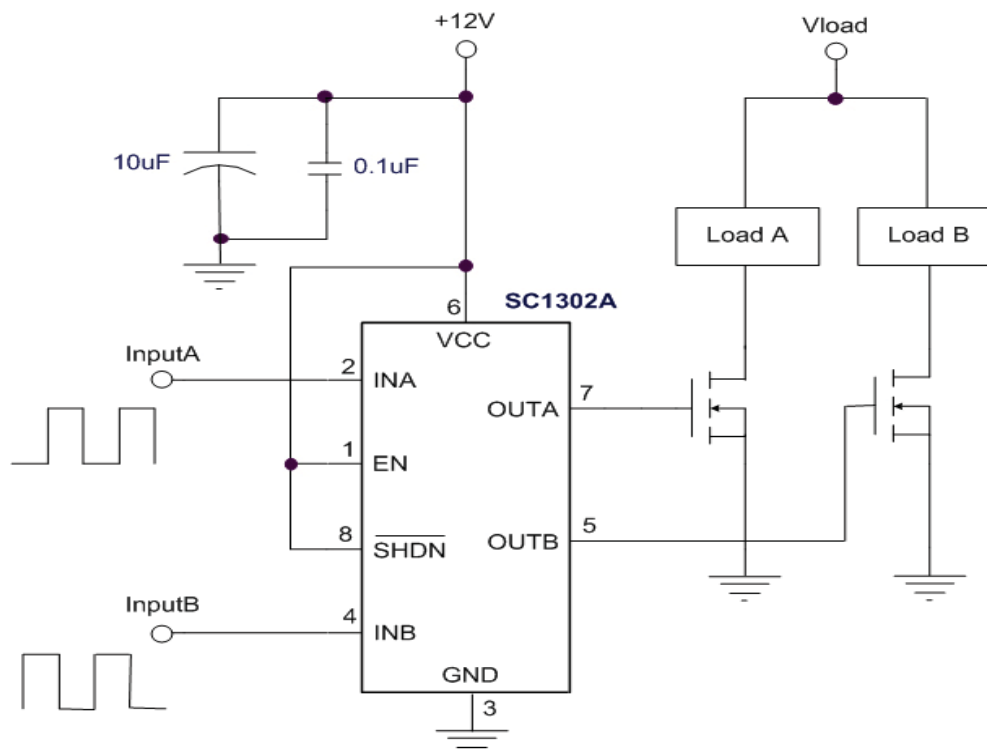 +12V
Vload
10uF
0.1uF
Load A
Load B
SC1302A
6
VCC
InputA
2
INA
7
OUTA
1
EN
8
SHDN
5
OUTB
InputB
4
INB
GND
3